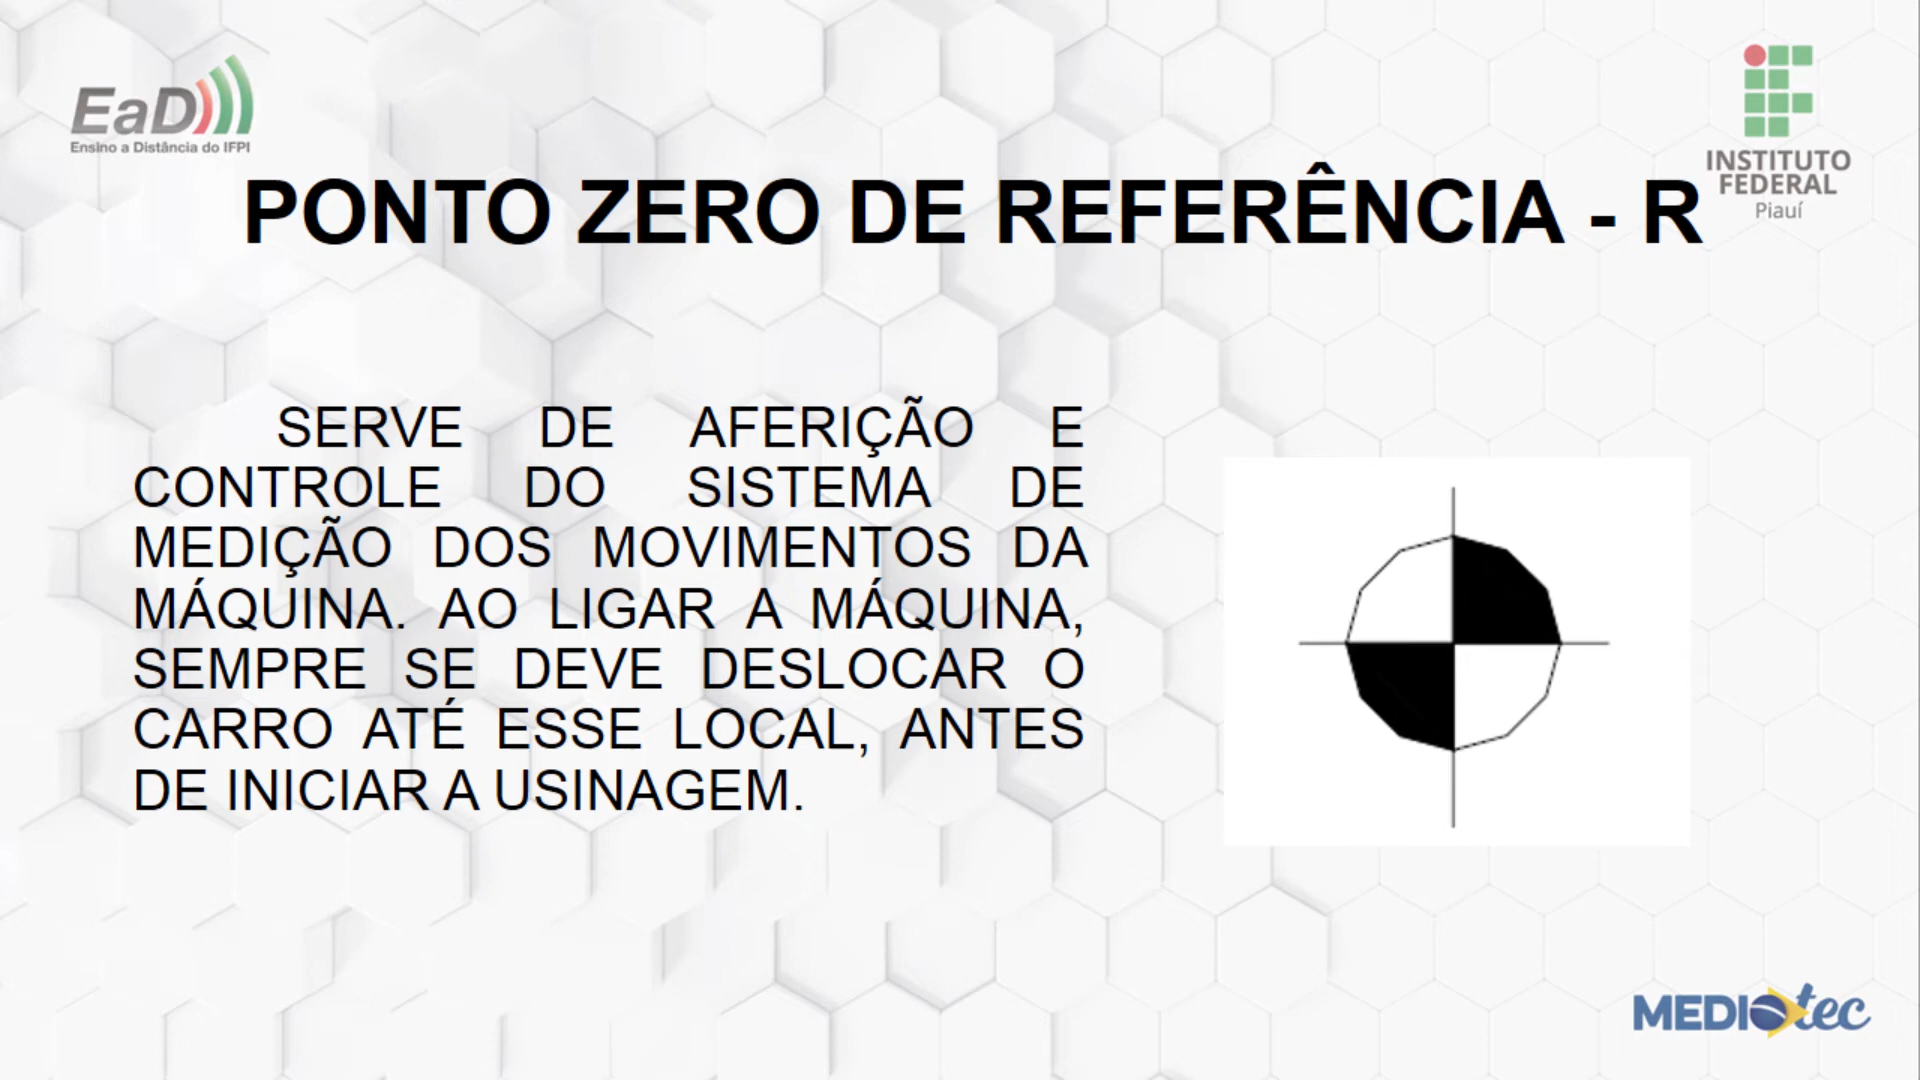 EaD
Ensino a Distância do IFPI
INSTITUTO
FEDERAL
Piauí
PONTO ZERO DE REFERÊNCIA - R
SERVE DE AFERIÇÃO E
CONTROLE DO SISTEMA DE
MEDIÇÃO DOS MOVIMENTOS DA
MÁQUINA. AO LIGAR A MÁQUINA,
SEMPRE SE DEVE DESLOCAR O
CARRO ATÉ ESSE LOCAL, ANTES
DE INICIAR A USINAGEM.
MEDIOtec